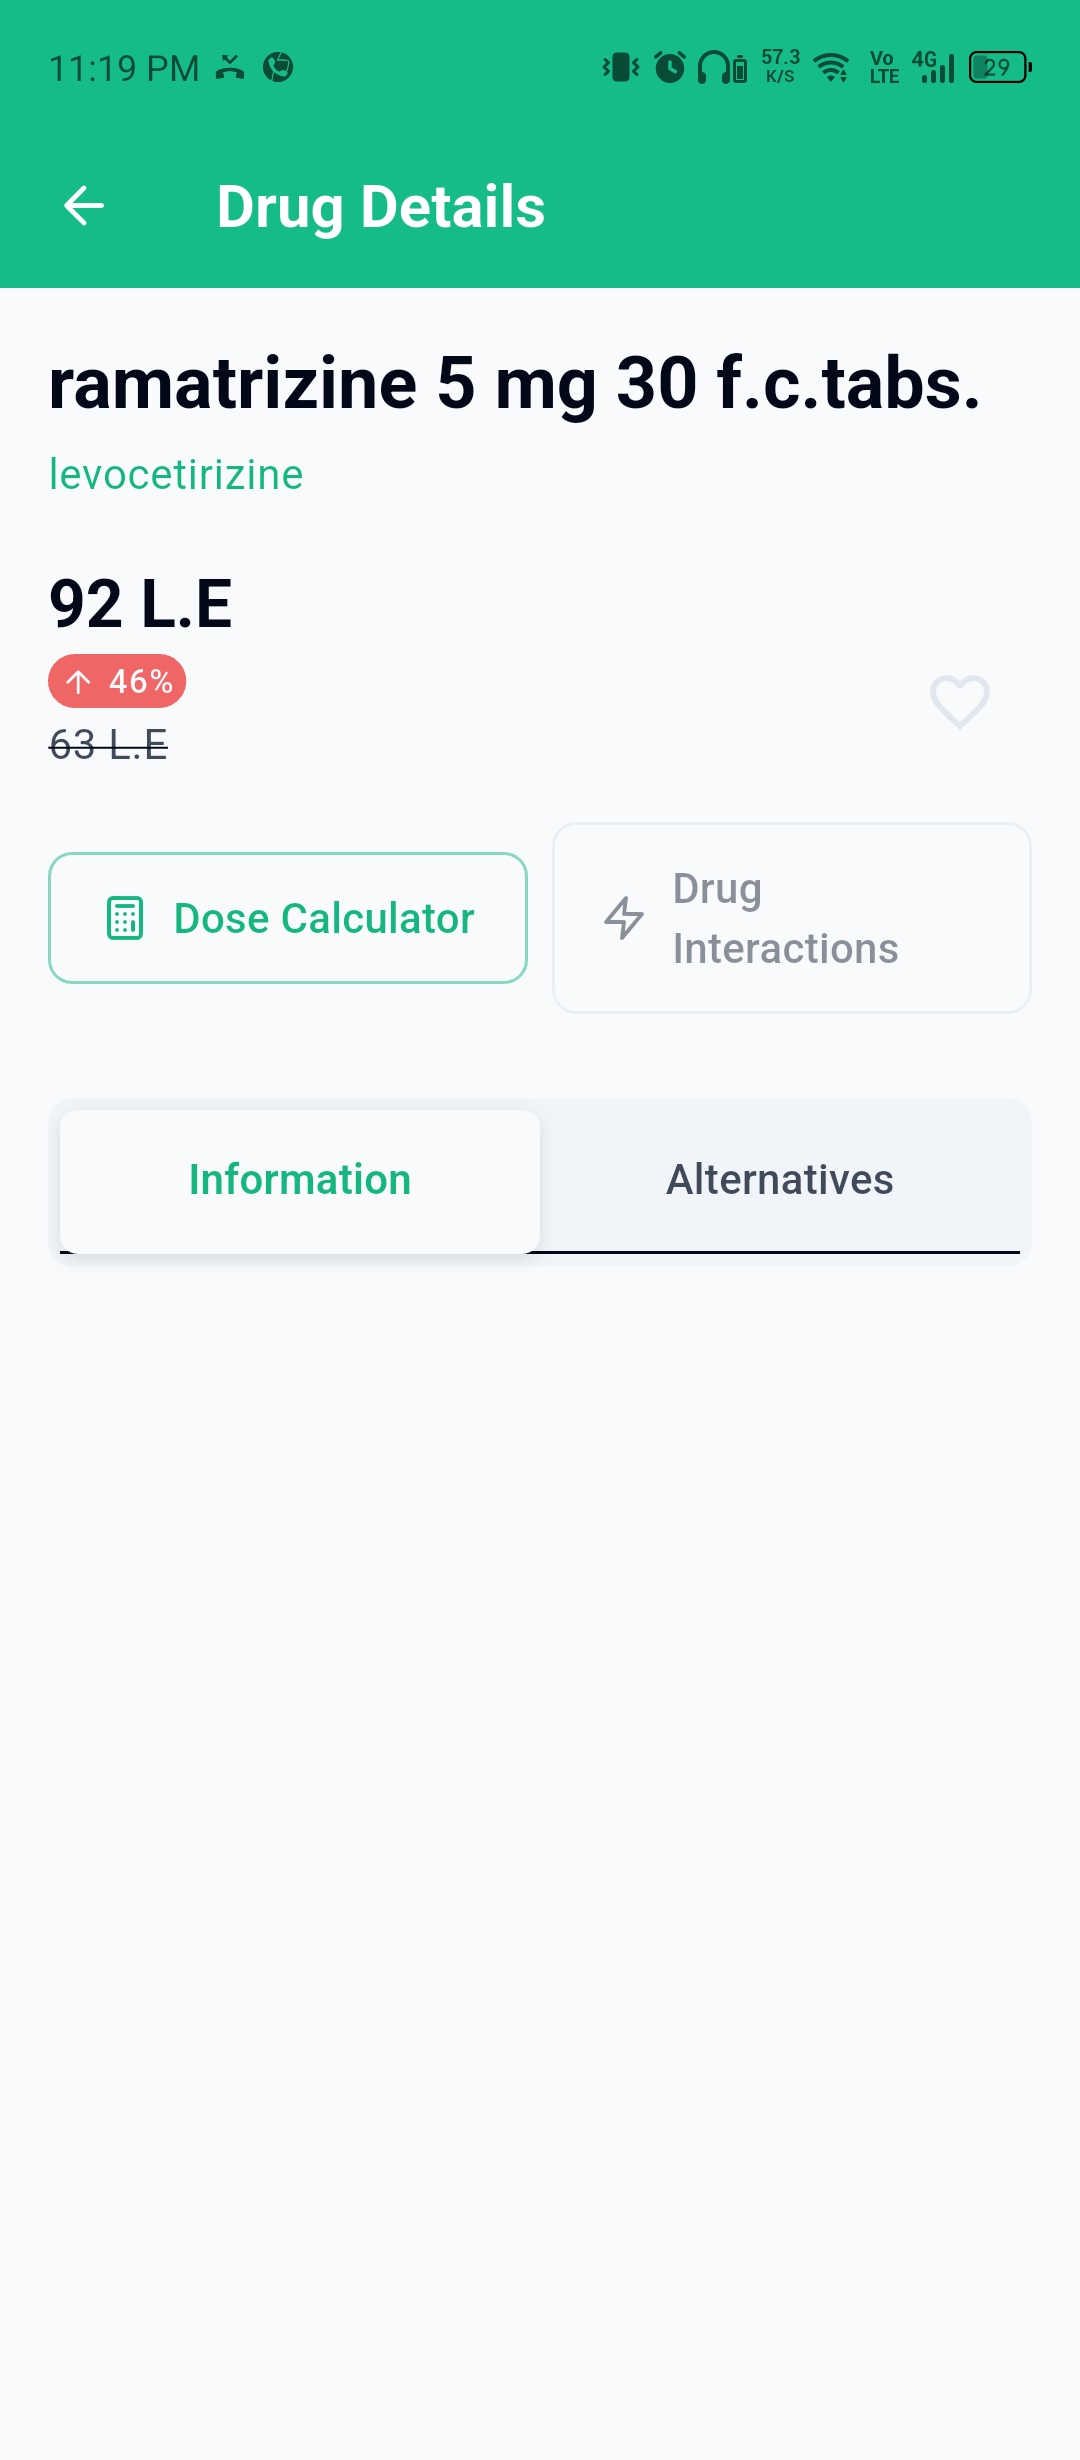 11:19 PM 57.3 K/S Vo LTE 4G 29
Drug Details
ramatrizine 5 mg 30 f.c.tabs.
levocetirizine
92 L.E
46%
63 L.E
Dose Calculator
Drug
Interactions
Information
Alternatives